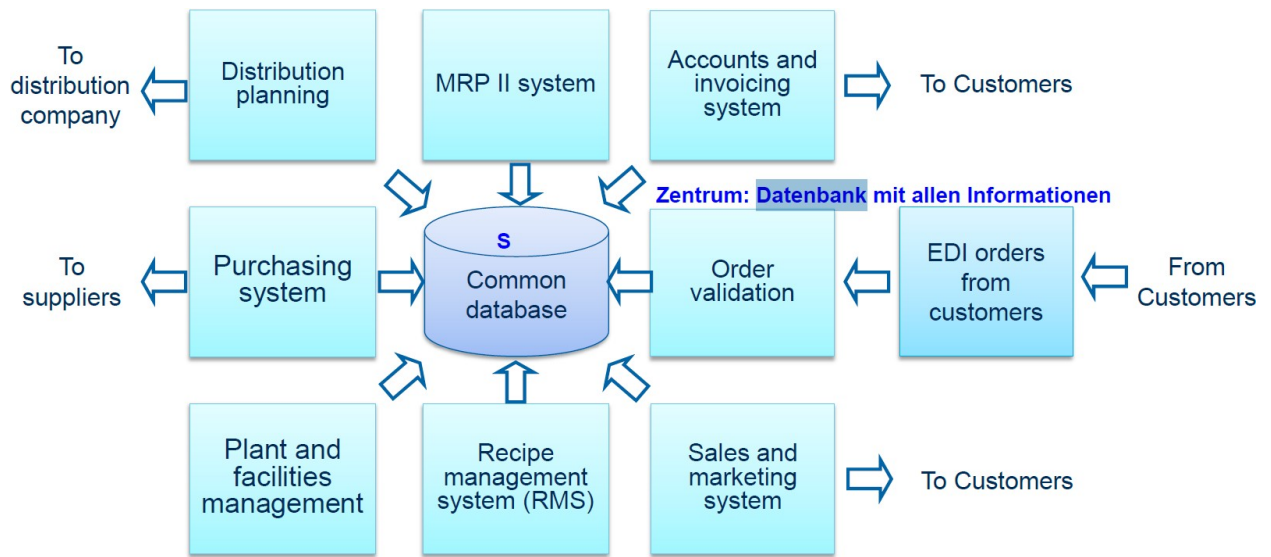 To
distribution
company
Distribution
planning
MRP II system
Accounts and
invoicing
system
To Customers
Zentrum: Datenbank mit allen Informationen
To
suppliers
Purchasing
system
S
Common
database
Order
validation
EDI orders
from
customers
From
Customers
Plant and
facilities
management
Recipe
management
system (RMS)
Sales and
marketing
system
To Customers